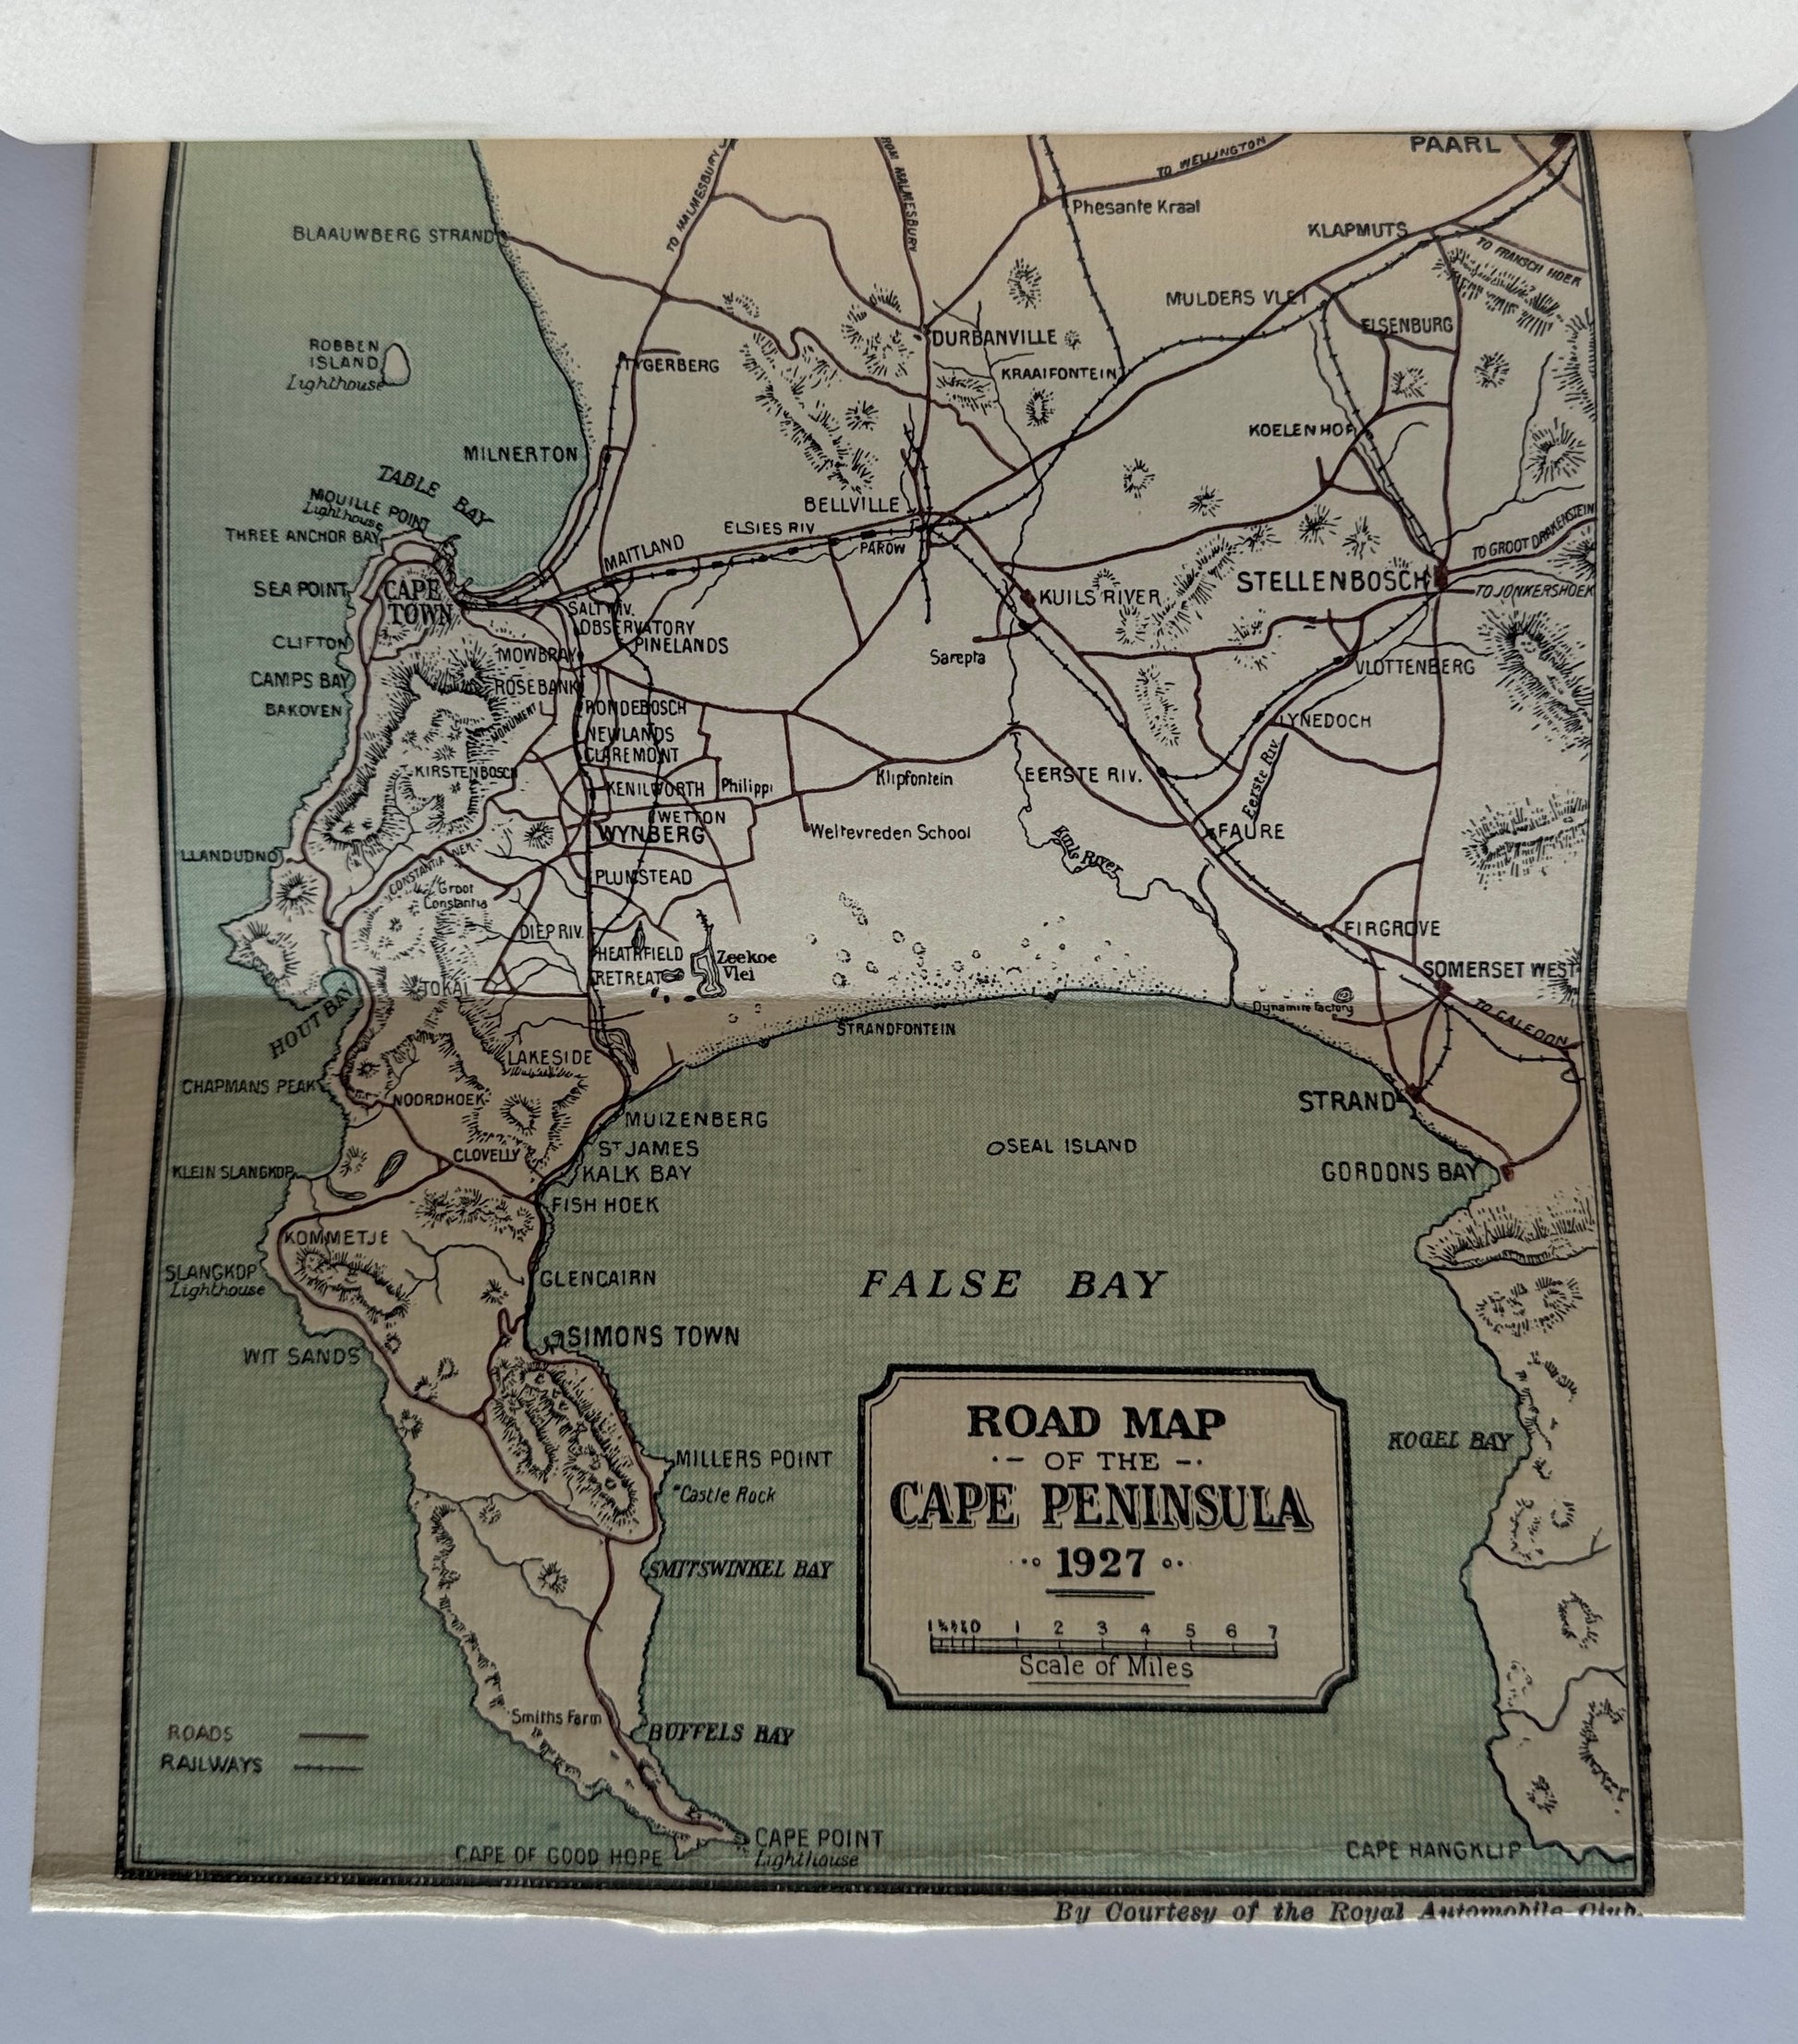 PAARL
TO MALMESBURY
ROM MALMESBURY
TO WELLINGTON
Phesante Kraal
BLAAUWBERG STRAND
KLAPMUTS
TO FRANSCH HOEK
MULDERS VLEI
ELSENBURG
ROBBEN
ISLAND
Lighthouse
DURBANVILLE
TYGERBERG
KRAAIFONTEIN
MILNERTON
KOELENHOF
TABLE BAY
MOUILLE POINT
Lighthouse
THREE ANCHOR BAY
BELLVILLE
ELSIES RIV
PAROW
MAITLAND
TO GROOT DRAKENSTEIN
SEA POINT
CAPE
TOWN
STELLENBOSCH
TO JONKERSHOEK
KUILS RIVER
SALT RIV.
OBSERVATORY
PINELANDS
CLIFTON
MOWBRAY
Sarepta
VLOTTENBERG
CAMPS BAY
ROSEBANK
BAKOVEN
MONUMENT
RONDEBOSCH
LYNEDOCH
NEWLANDS
CLAREMONT
KIRSTENBOSCH
KENILWORTH
Philippi
Klipfontein
EERSTE RIV.
Eerste Riv.
WETTON
WYNBERG
Weltevreden School
FAURE
Kuils River
LLANDUDNO
CONSTANTIA NEK
Groot
Constantia
PLUMSTEAD
DIEP RIV.
FIRGROVE
HEATHFIELD
RETREAT
Zeekoe
Vlei
SOMERSET WEST
TOKAI
HOUT BAY
Dynamite Factory
TO CALEDON
STRANDFONTEIN
LAKESIDE
CHAPMANS PEAK
NOORDHOEK
STRAND
MUIZENBERG
ST JAMES
SEAL ISLAND
CLOVELLY
KALK BAY
KLEIN SLANGKOP
GORDONS BAY
FISH HOEK
KOMMETJE
SLANGKOP
Lighthouse
GLENCAIRN
FALSE BAY
SIMONS TOWN
WIT SANDS
ROAD MAP
·– OF THE –·
CAPE PENINSULA
1927
KOGEL BAY
MILLERS POINT
Castle Rock
SMITSWINKEL BAY
0 1 2 3 4 5 6 7
Scale of Miles
Smiths Farm
BUFFELS BAY
ROADS
RAILWAYS
CAPE POINT
Lighthouse
CAPE OF GOOD HOPE
CAPE HANGKLIP
By Courtesy of the Royal Automobile Club.